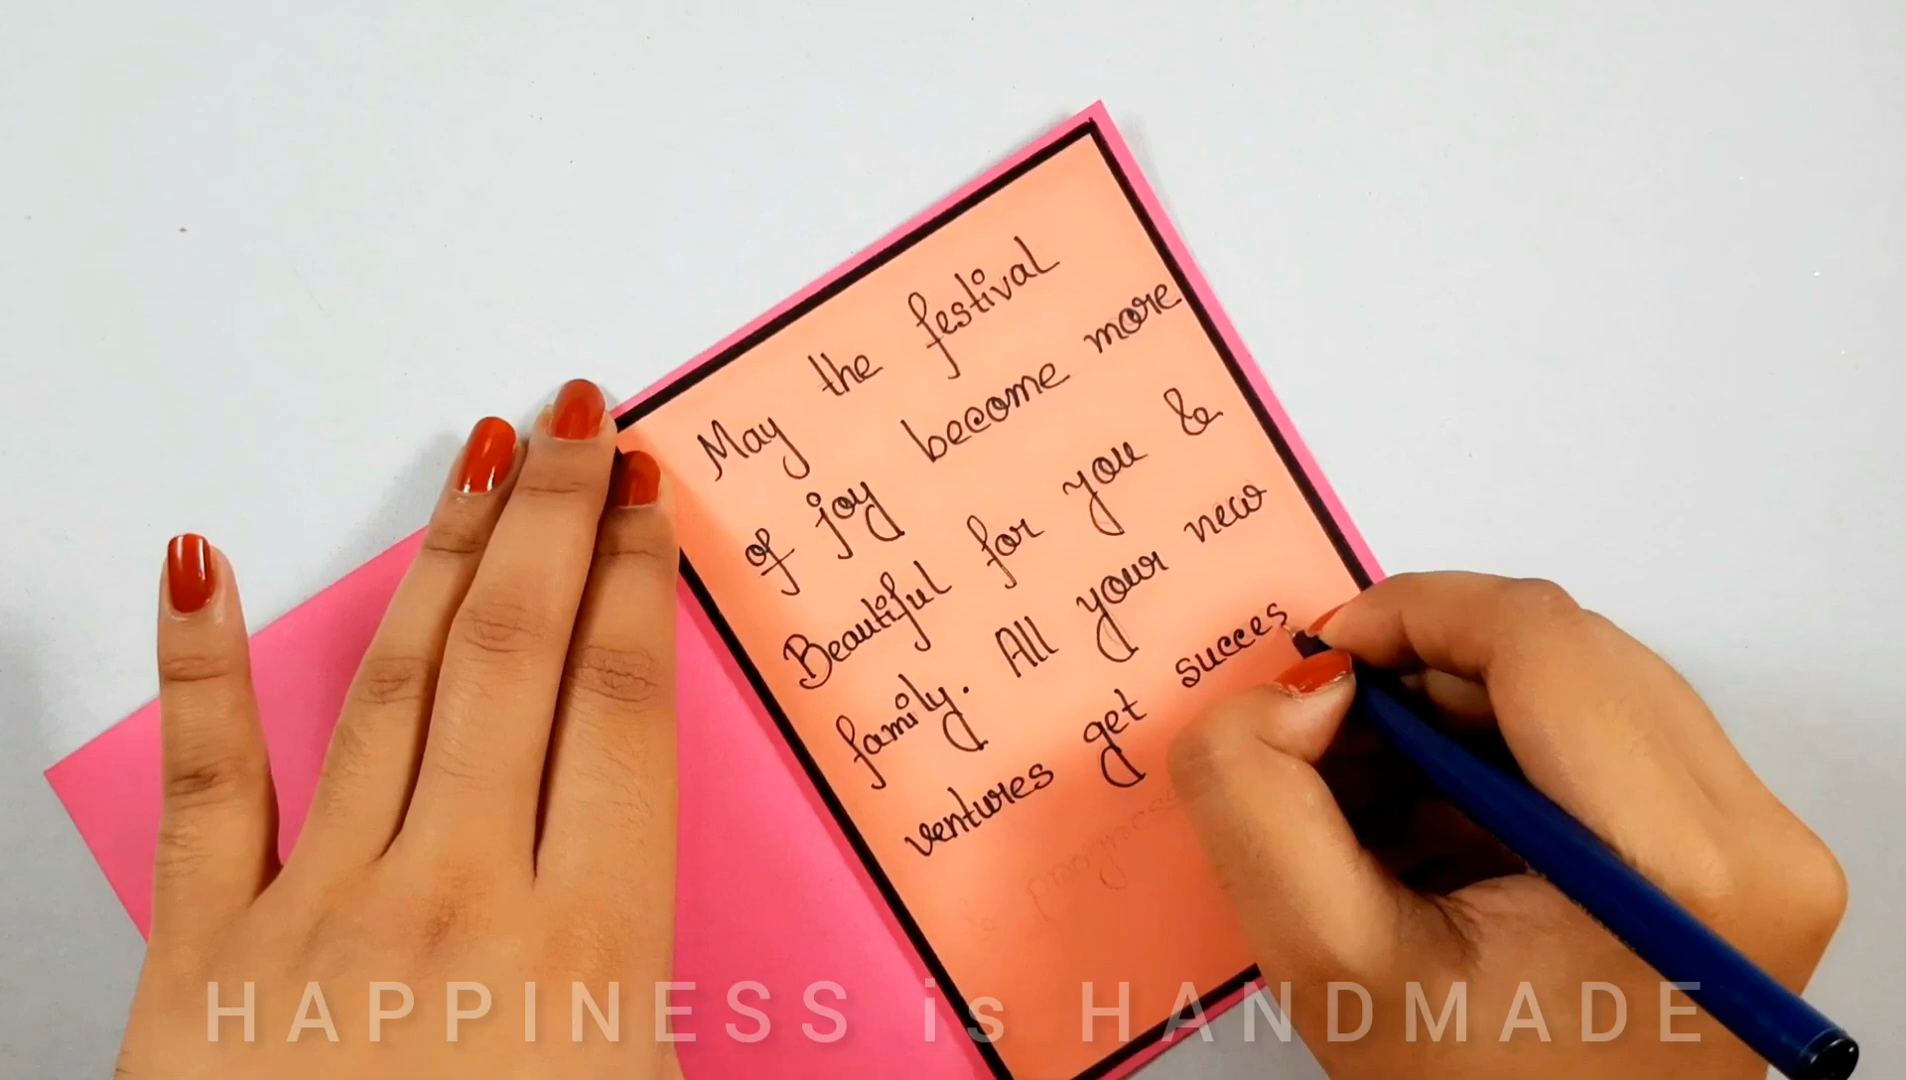 May the festival
of joy become more
Beautiful for you &
family. All your new
ventures get succes
HAPPINESS is HANDMADE